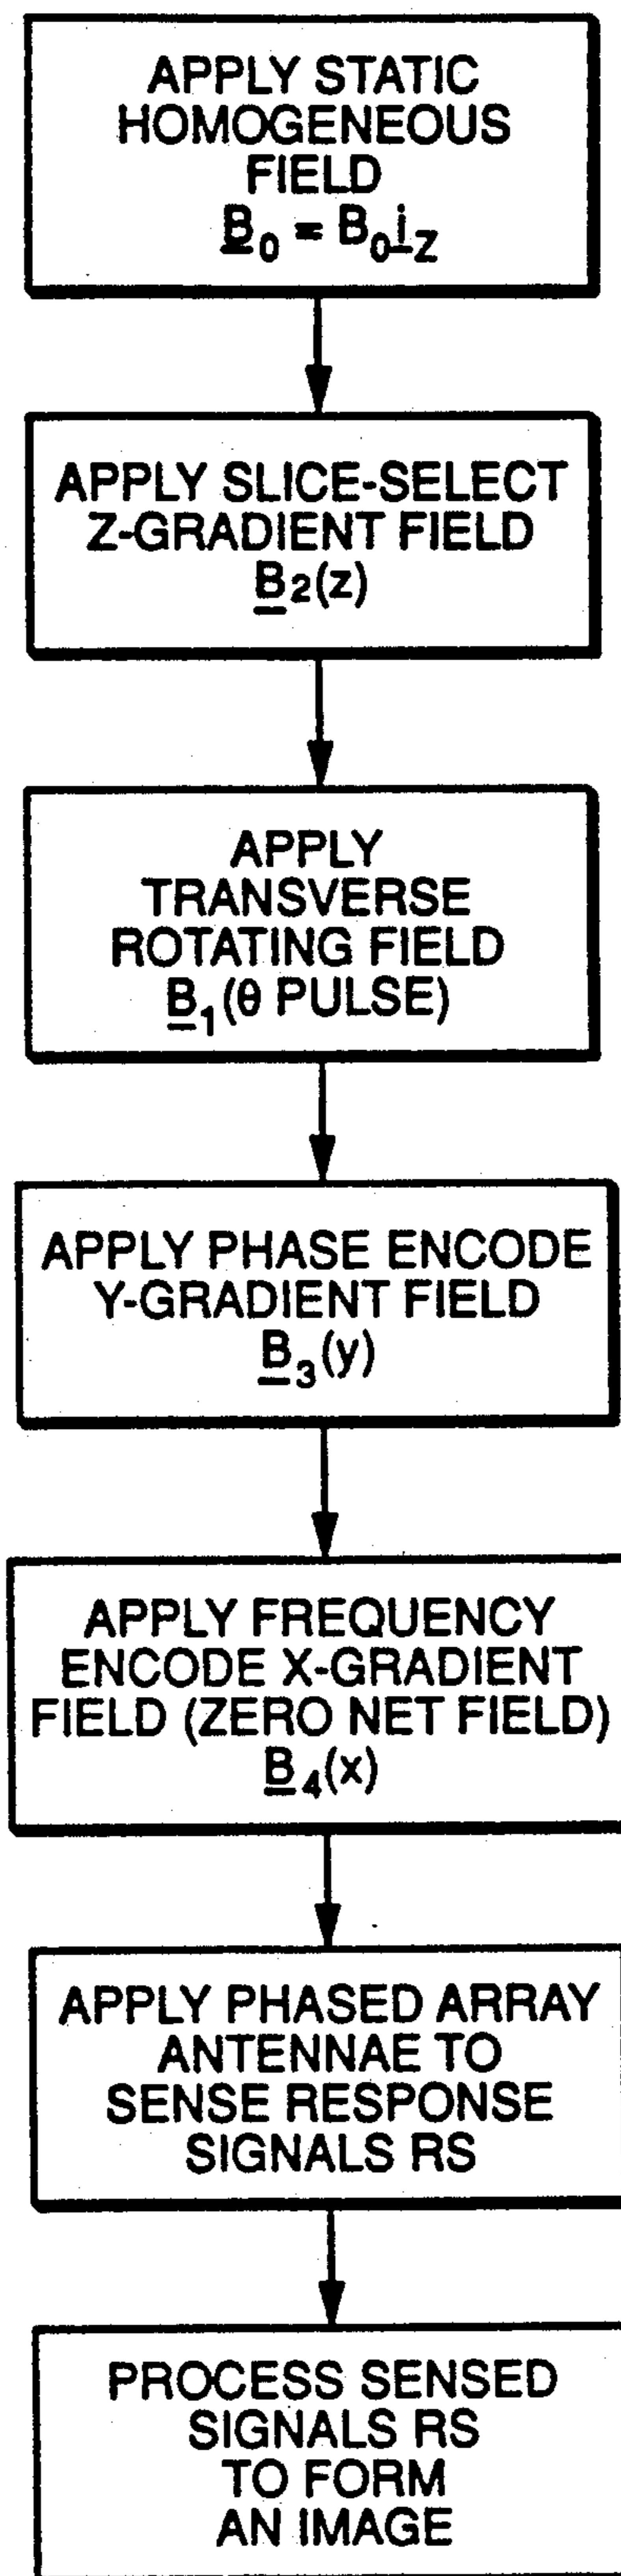 APPLY STATIC
HOMOGENEOUS
FIELD
B₀ = B₀i_Z
APPLY SLICE-SELECT
Z-GRADIENT FIELD
B₂(z)
APPLY
TRANSVERSE
ROTATING FIELD
B₁(θ PULSE)
APPLY PHASE ENCODE
Y-GRADIENT FIELD
B₃(y)
APPLY FREQUENCY
ENCODE X-GRADIENT
FIELD (ZERO NET FIELD)
B₄(x)
APPLY PHASED ARRAY
ANTENNAE TO
SENSE RESPONSE
SIGNALS RS
PROCESS SENSED
SIGNALS RS
TO FORM
AN IMAGE